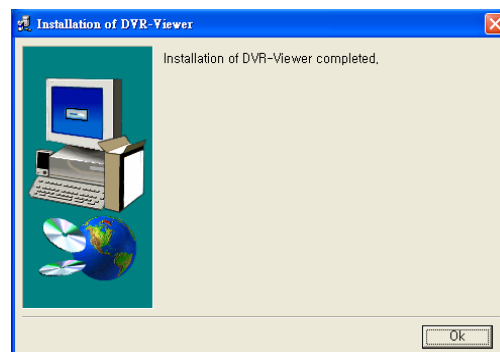 Installation of DVR-Viewer
Installation of DVR-Viewer completed,
Ok